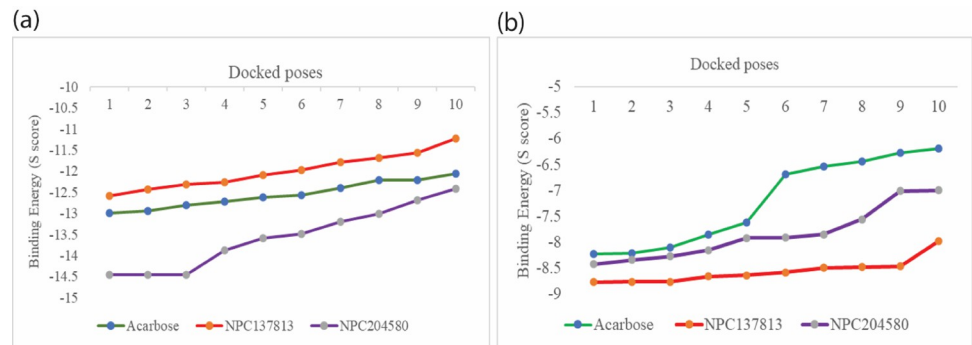 (a)
Docked poses
-10
1 2 3 4 5 6 7 8 9 10
-10.5
-11
-11.5
-12
-12.5
-13
-13.5
-14
-14.5
-15
Binding Energy (S score)
Acarbose NPC137813 NPC204580
(b)
Docked poses
-5
1 2 3 4 5 6 7 8 9 10
-5.5
-6
-6.5
-7
-7.5
-8
-8.5
-9
Binding Energy (S score)
Acarbose NPC137813 NPC204580